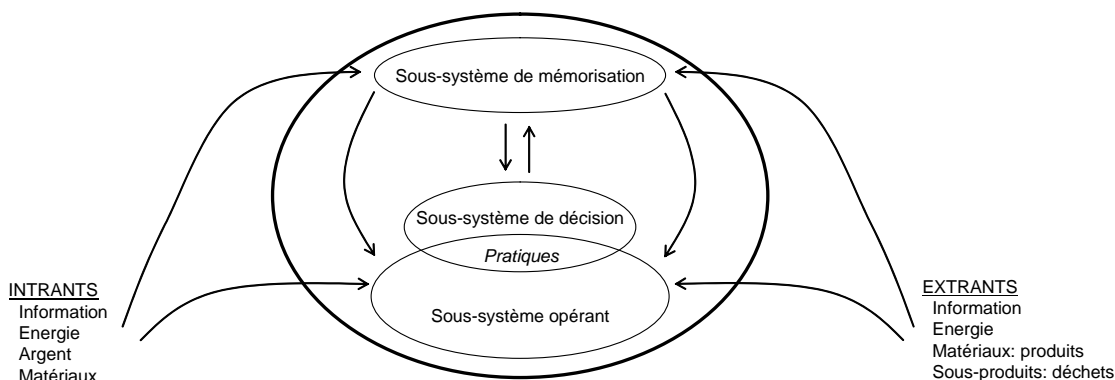 Sous-système de mémorisation
Sous-système de décision
Pratiques
Sous-système opérant
INTRANTS
Information
Energie
Argent
Matériaux
EXTRANTS
Information
Energie
Matériaux: produits
Sous-produits: déchets